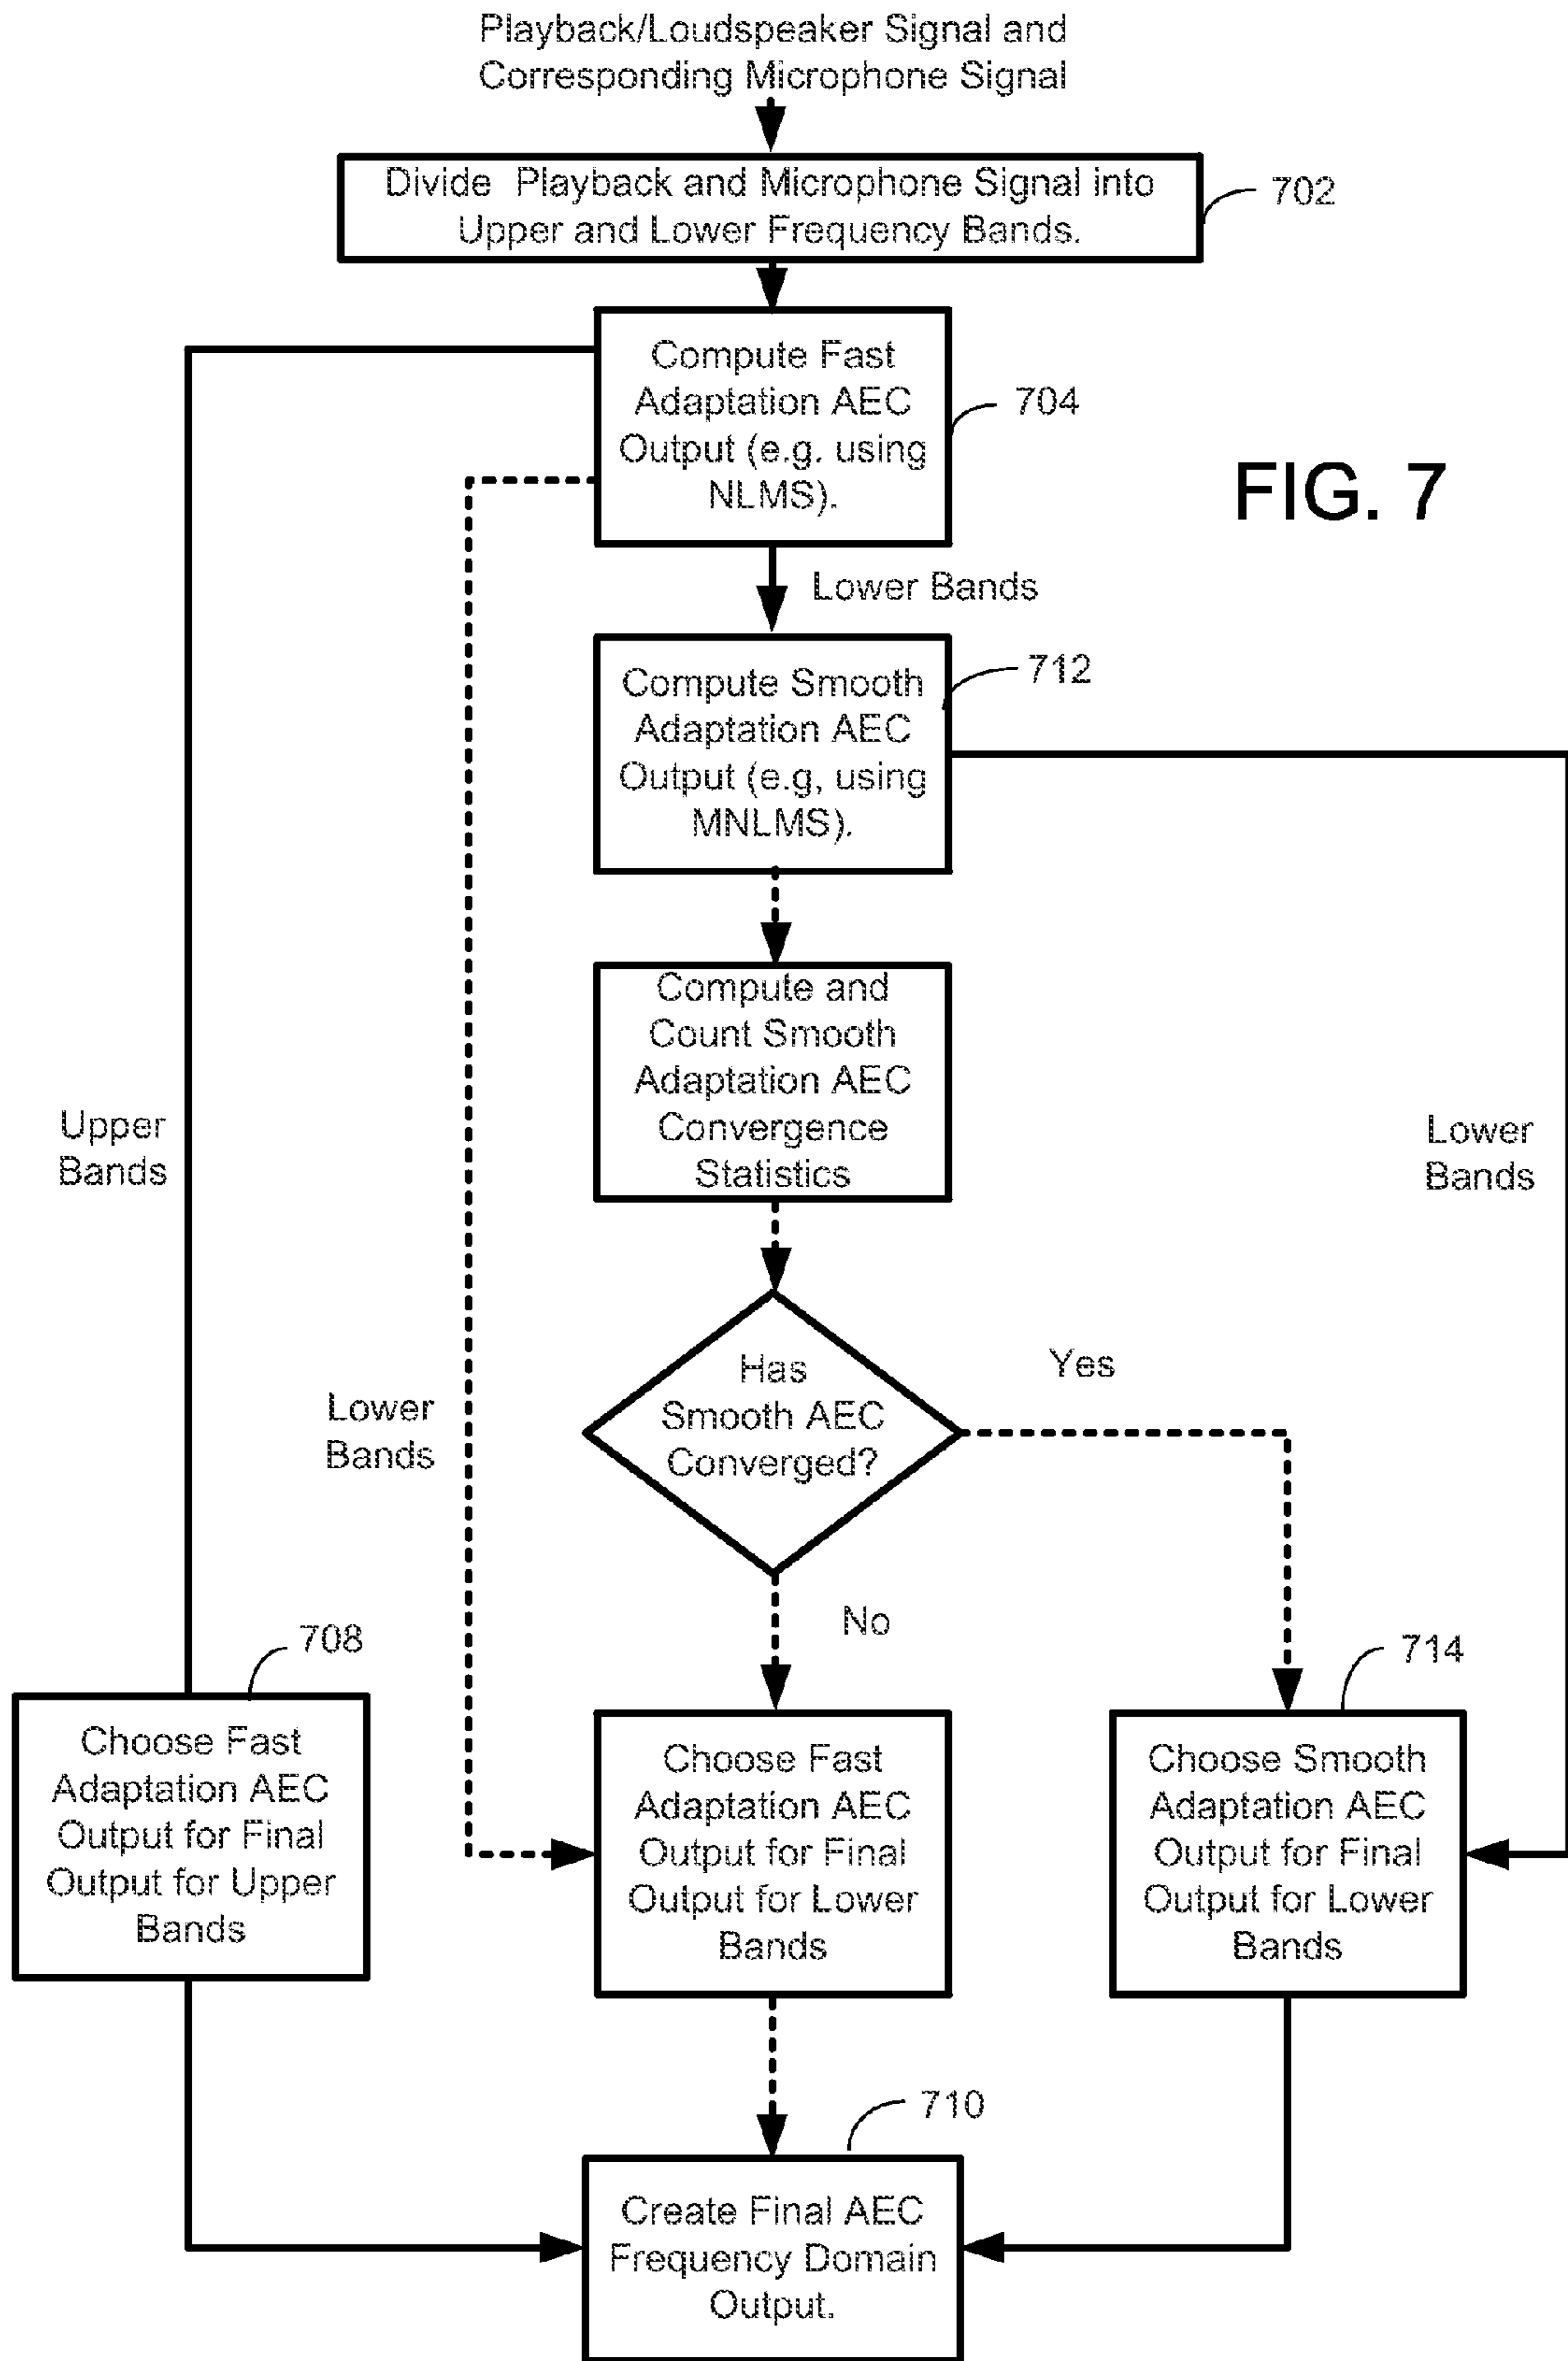 Playback/Loudspeaker Signal and
Corresponding Microphone Signal
Divide Playback and Microphone Signal into
Upper and Lower Frequency Bands.
702
Compute Fast
Adaptation AEC
Output (e.g. using
NLMS).
704
FIG. 7
Lower Bands
Compute Smooth
Adaptation AEC
Output (e.g, using
MNLMS).
712
Compute and
Count Smooth
Adaptation AEC
Convergence
Statistics
Upper
Bands
Lower
Bands
Has
Smooth AEC
Converged?
Yes
Lower
Bands
No
708
714
Choose Fast
Adaptation AEC
Output for Final
Output for Upper
Bands
Choose Fast
Adaptation AEC
Output for Final
Output for Lower
Bands
Choose Smooth
Adaptation AEC
Output for Final
Output for Lower
Bands
710
Create Final AEC
Frequency Domain
Output.